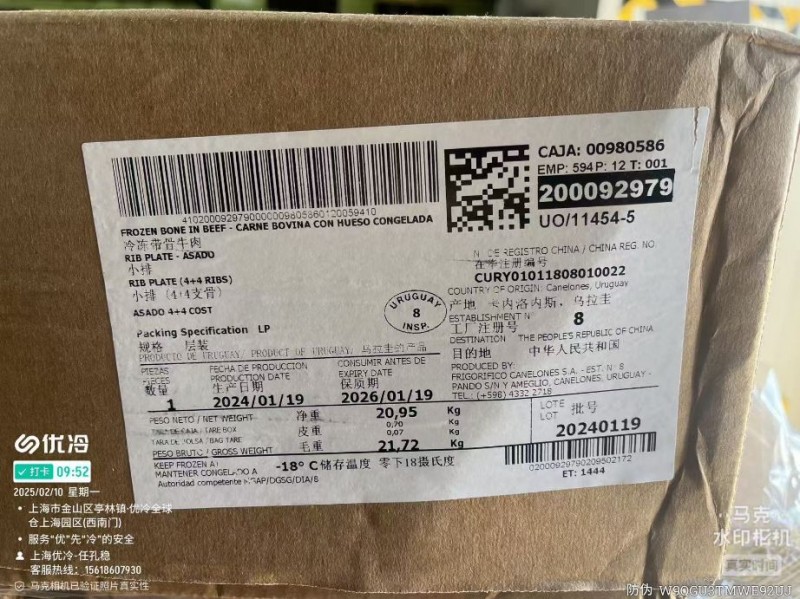 CAJA: 00980586
EMP: 594 P: 12 T: 001
200092979
UO/11454-5
FROZEN BONE IN BEEF - CARNE BOVINA CON HUESO CONGELADA
冷冻带骨牛肉
RIB PLATE - ASADO
小排
RIB PLATE (4+4 RIBS)
小排 (4+4支骨)
ASADO 4+4 COST
Packing Specification LP
规格 层装
PRODUCTO DE URUGUAY/ PRODUCT OF URUGUAY/ 乌拉圭的产品
URUGUAY
8
INSP.
N° DE REGISTRO CHINA / CHINA REG. NO.
在华注册编号
CURY01011808010022
COUNTRY OF ORIGIN: Canelones, Uruguay
产地 卡内洛内斯, 乌拉圭
ESTABLISHMENT N°
工厂注册号 8
DESTINATION THE PEOPLE'S REPUBLIC OF CHINA
目的地 中华人民共和国
PRODUCED BY:
FRIGORIFICO CANELONES S.A. - EST. N° 8
PANDO S/N Y AMEGLIO, CANELONES, URUGUAY -
TEL.: (+598) 4332 2718
PIEZAS
PIECES
数量
1
FECHA DE PRODUCCION
PRODUCTION DATE
生产日期
2024/01/19
CONSUMIR ANTES DE
EXPIRY DATE
保质期
2026/01/19
PESO NETO / NET WEIGHT 净重 20,95 Kg
TARA DE CAJA / TARE BOX 皮重 0,70 Kg
TARA DE BOLSA / BAG TARE 0,07 Kg
PESO BRUTO / GROSS WEIGHT 毛重 21,72 Kg
LOTE
LOT 批号
20240119
KEEP FROZEN AT
MANTENER CONGELADO A -18° C 储存温度 零下18摄氏度
Autoridad competente MGAP/DGSG/DIA/B
02000929790209502172
ET: 1444
优冷
打卡 09:52
2025/02/10 星期一
上海市金山区亭林镇·优冷全球
仓上海园区(西南门)
服务"优"先"冷"的安全
上海优冷-任孔稳
客服热线: 15618607930
马克相机已验证照片真实性
马克
水印相机
真实时间